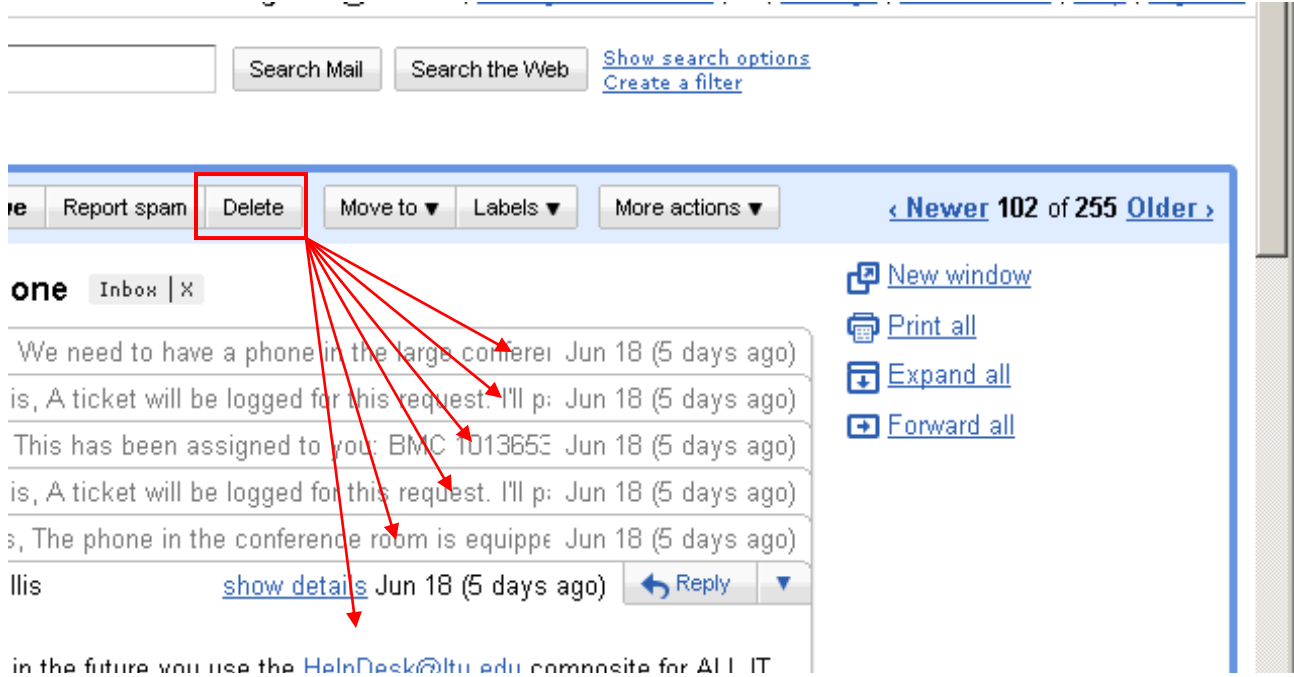 Search Mail Search the Web Show search options
Create a filter
Report spam Delete Move to ▼ Labels ▼ More actions ▼ ‹ Newer 102 of 255 Older ›
one Inbox | X
New window
Print all
Expand all
Forward all
We need to have a phone in the large Jun 18 (5 days ago)
is, A ticket will be logged for this request. I'll Jun 18 (5 days ago)
This has been assigned to you: BMC 1013653 Jun 18 (5 days ago)
is, A ticket will be logged for this request. I'll Jun 18 (5 days ago)
s, The phone in the conference room is Jun 18 (5 days ago)
llis show details Jun 18 (5 days ago) Reply ▼
in the future you use the HelpDesk@ltu.edu composite for ALL IT